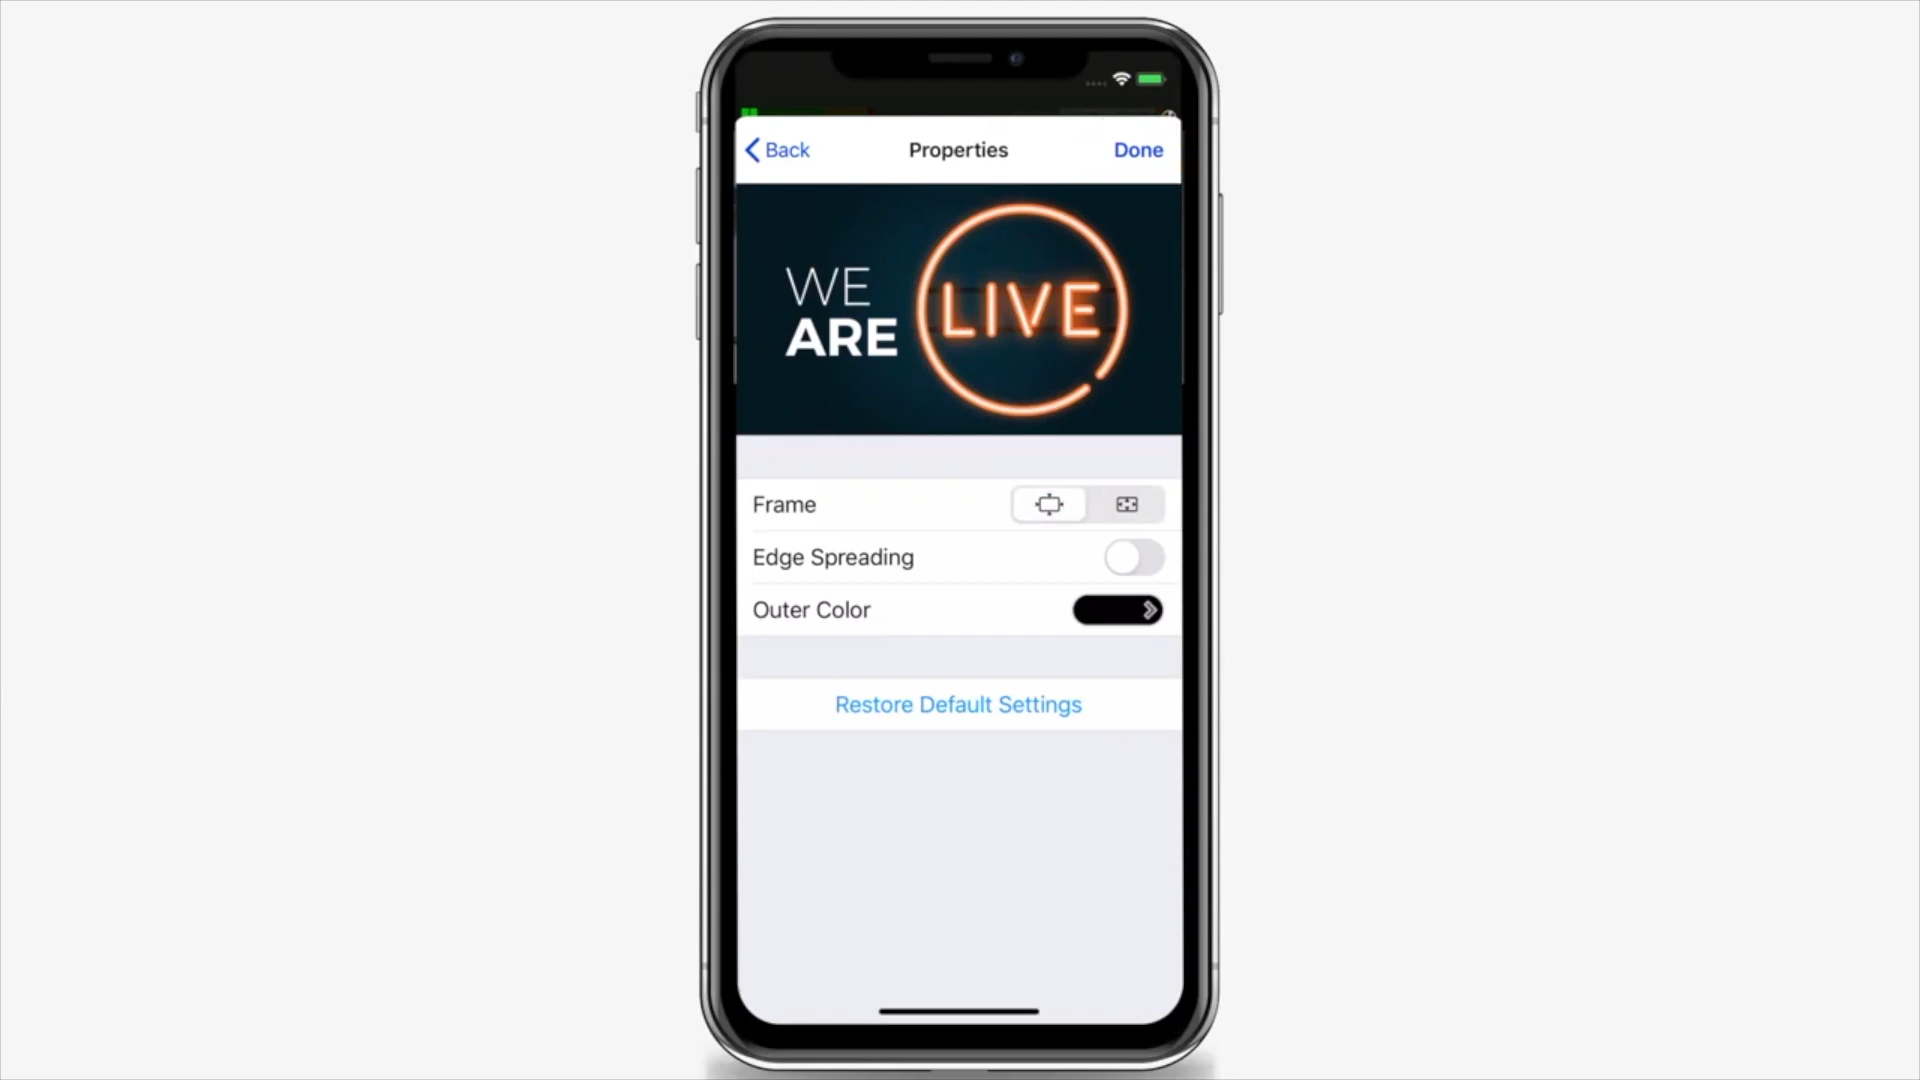 Back
Properties
Done
WE
ARE
LIVE
Frame
Edge Spreading
Outer Color
Restore Default Settings